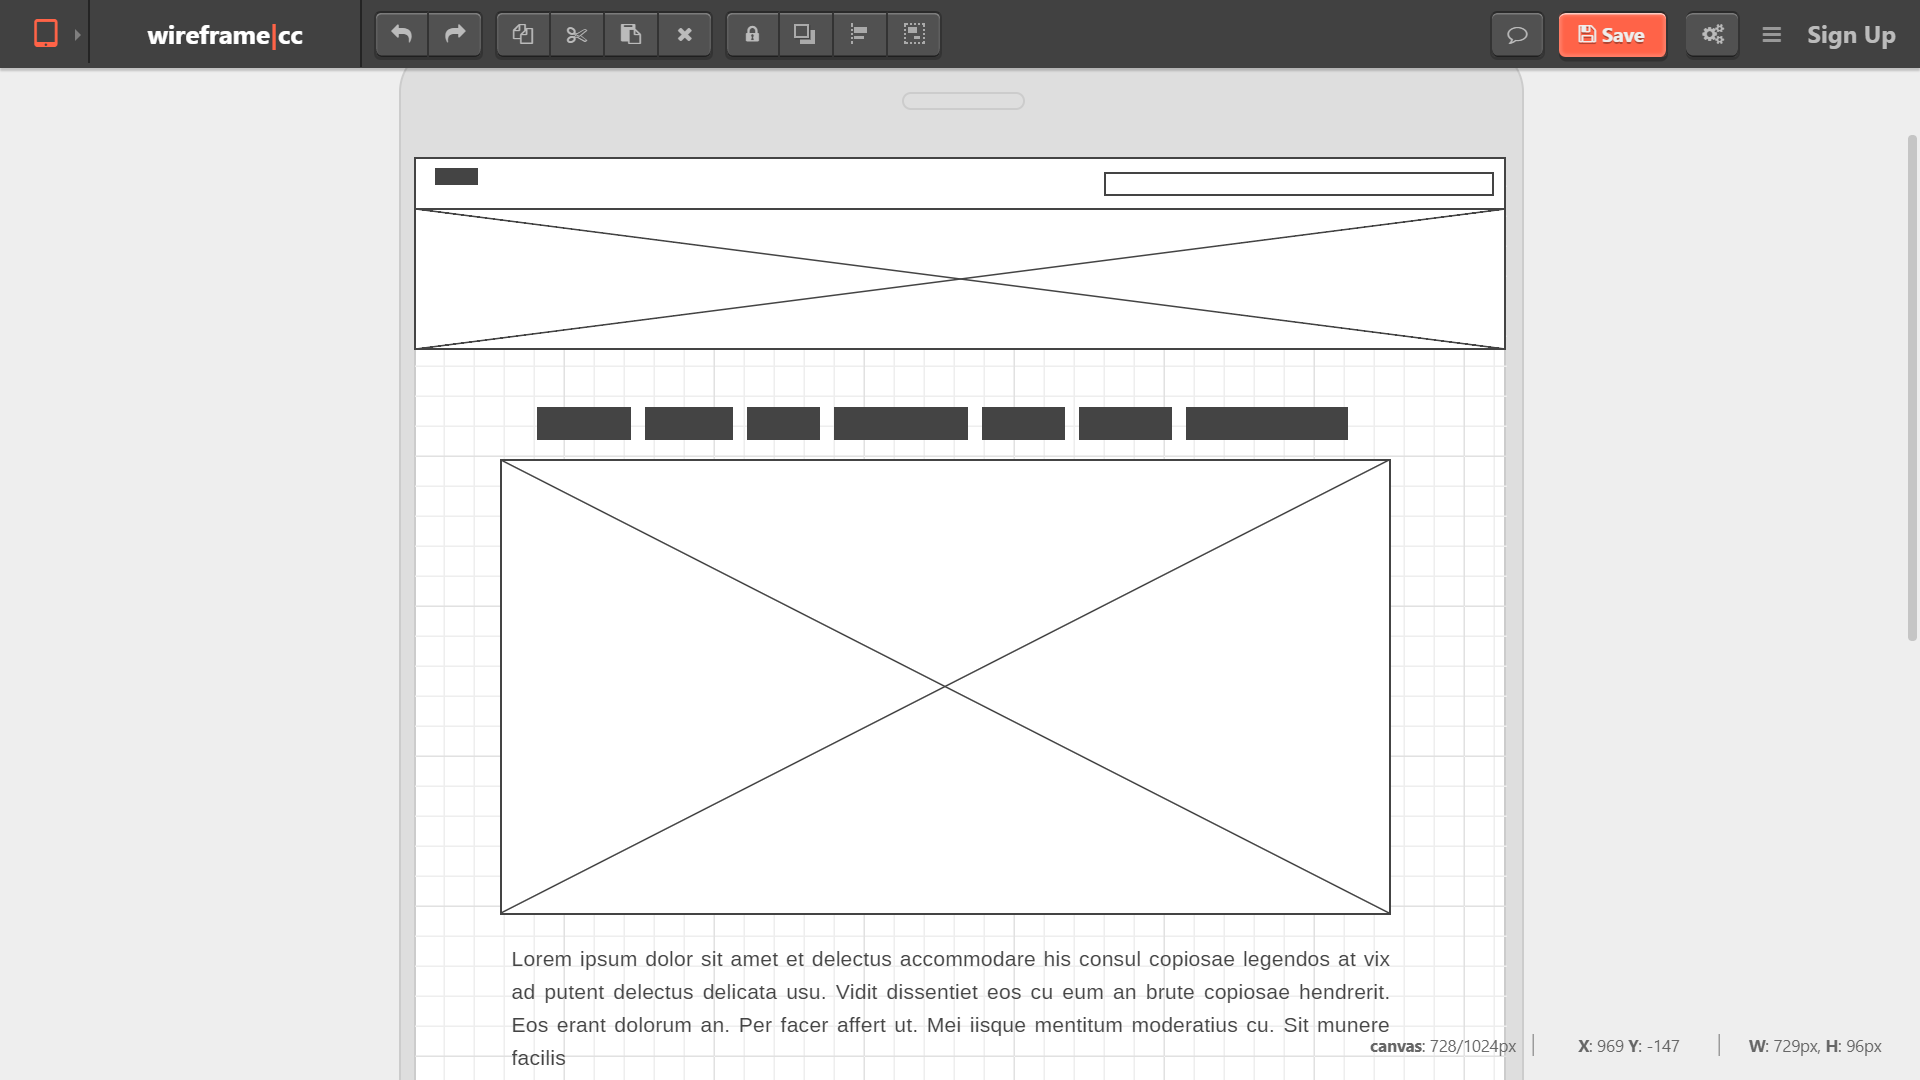 wireframe|cc
Save
Sign Up
Lorem ipsum dolor sit amet et delectus accommodare his consul copiosae legendos at vix
ad putent delectus delicata usu. Vidit dissentiet eos cu eum an brute copiosae hendrerit.
Eos erant dolorum an. Per facer affert ut. Mei iisque mentitum moderatius cu. Sit munere
facilis
canvas: 728/1024px | X: 969 Y: -147 | W: 729px, H: 96px